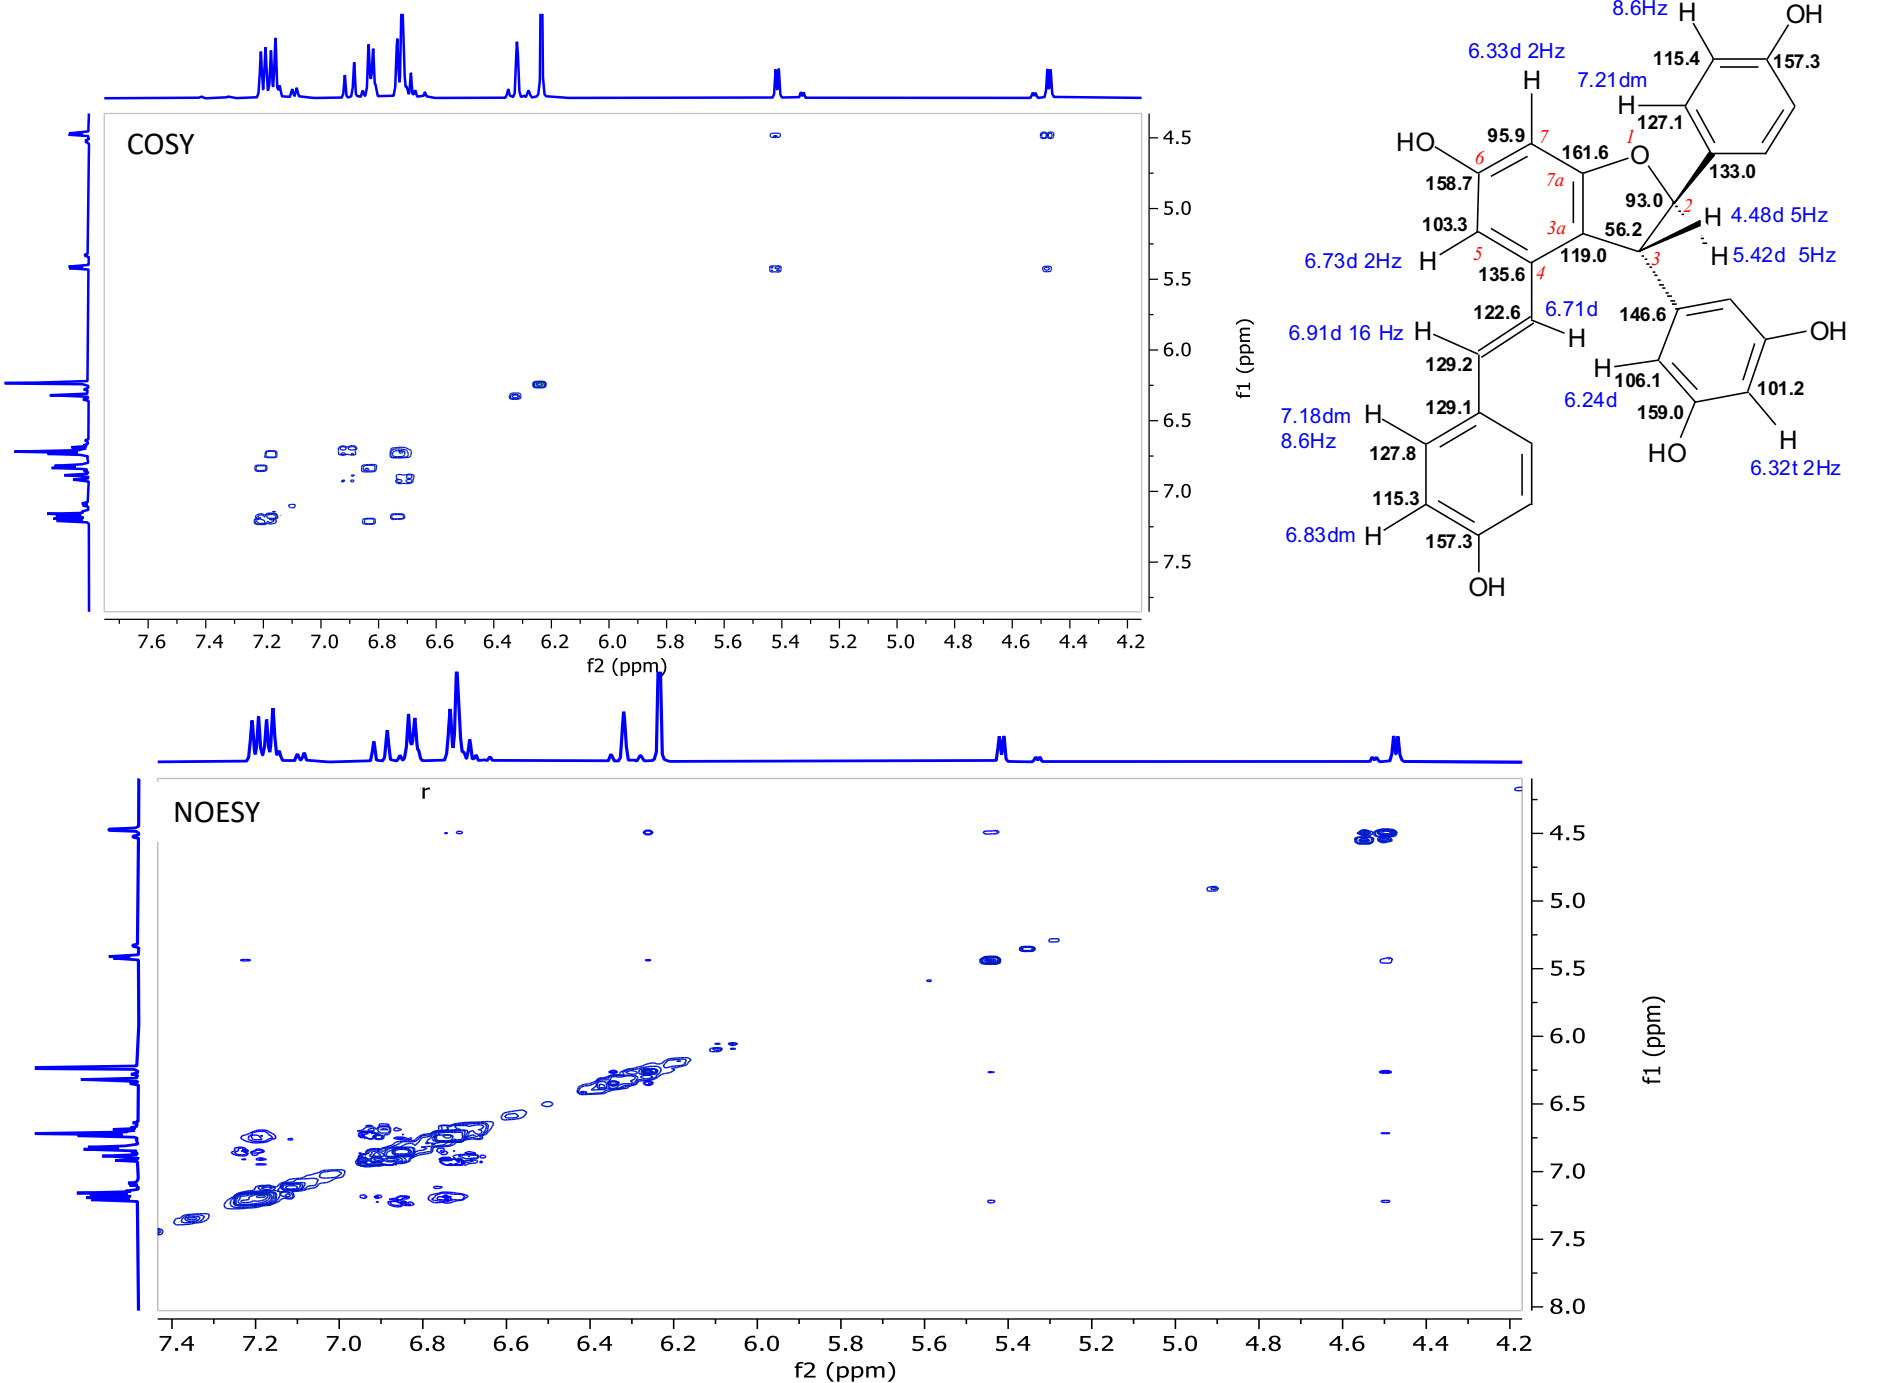 COSY
4.5
5.0
5.5
6.0
6.5
7.0
7.5
f1 (ppm)
7.6 7.4 7.2 7.0 6.8 6.6 6.4 6.2 6.0 5.8 5.6 5.4 5.2 5.0 4.8 4.6 4.4 4.2
f2 (ppm)
8.6Hz H OH
6.33d 2Hz
115.4 157.3
7.21dm
H H
127.1
HO 95.9 7 1
6 161.6 O
158.7 7a 133.0
93.0 2
103.3 3a 56.2 H 4.48d 5Hz
6.73d 2Hz H 5 119.0 3 H 5.42d 5Hz
135.6 4
122.6 6.71d 146.6 OH
6.91d 16 Hz H H
129.2 H 106.1 101.2
6.24d 159.0
129.1 H
7.18dm H HO
8.6Hz 127.8 6.32t 2Hz
115.3
6.83dm H 157.3
OH
r
NOESY
4.5
5.0
5.5
6.0
6.5
7.0
7.5
8.0
f1 (ppm)
7.4 7.2 7.0 6.8 6.6 6.4 6.2 6.0 5.8 5.6 5.4 5.2 5.0 4.8 4.6 4.4 4.2
f2 (ppm)